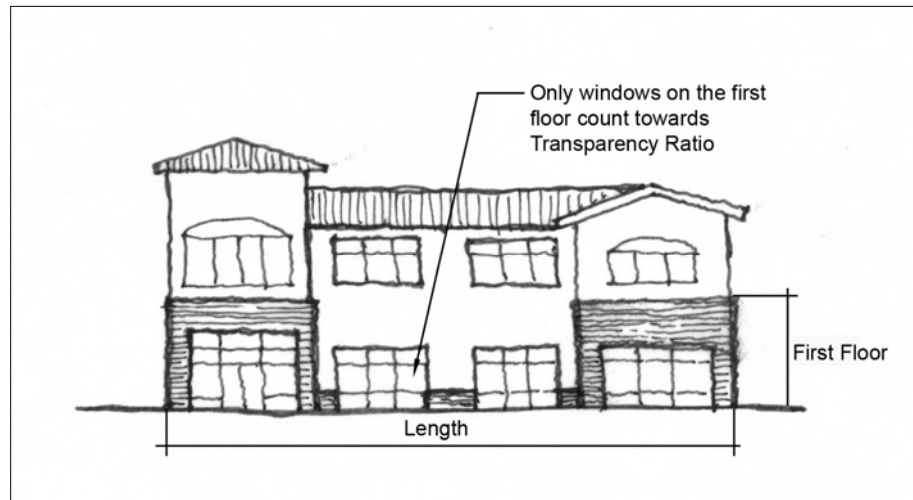 Only windows on the first
floor count towards
Transparency Ratio
First Floor
Length